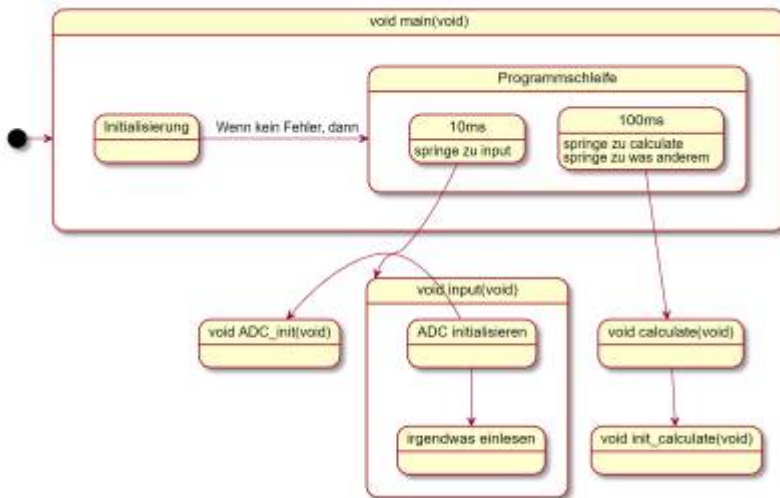 void main(void)
Programmschleife
Initialisierung
Wenn kein Fehler, dann
10ms
springe zu input
100ms
springe zu calculate
springe zu was anderem
void input(void)
void ADC_init(void)
ADC initialisieren
void calculate(void)
irgendwas einlesen
void init_calculate(void)